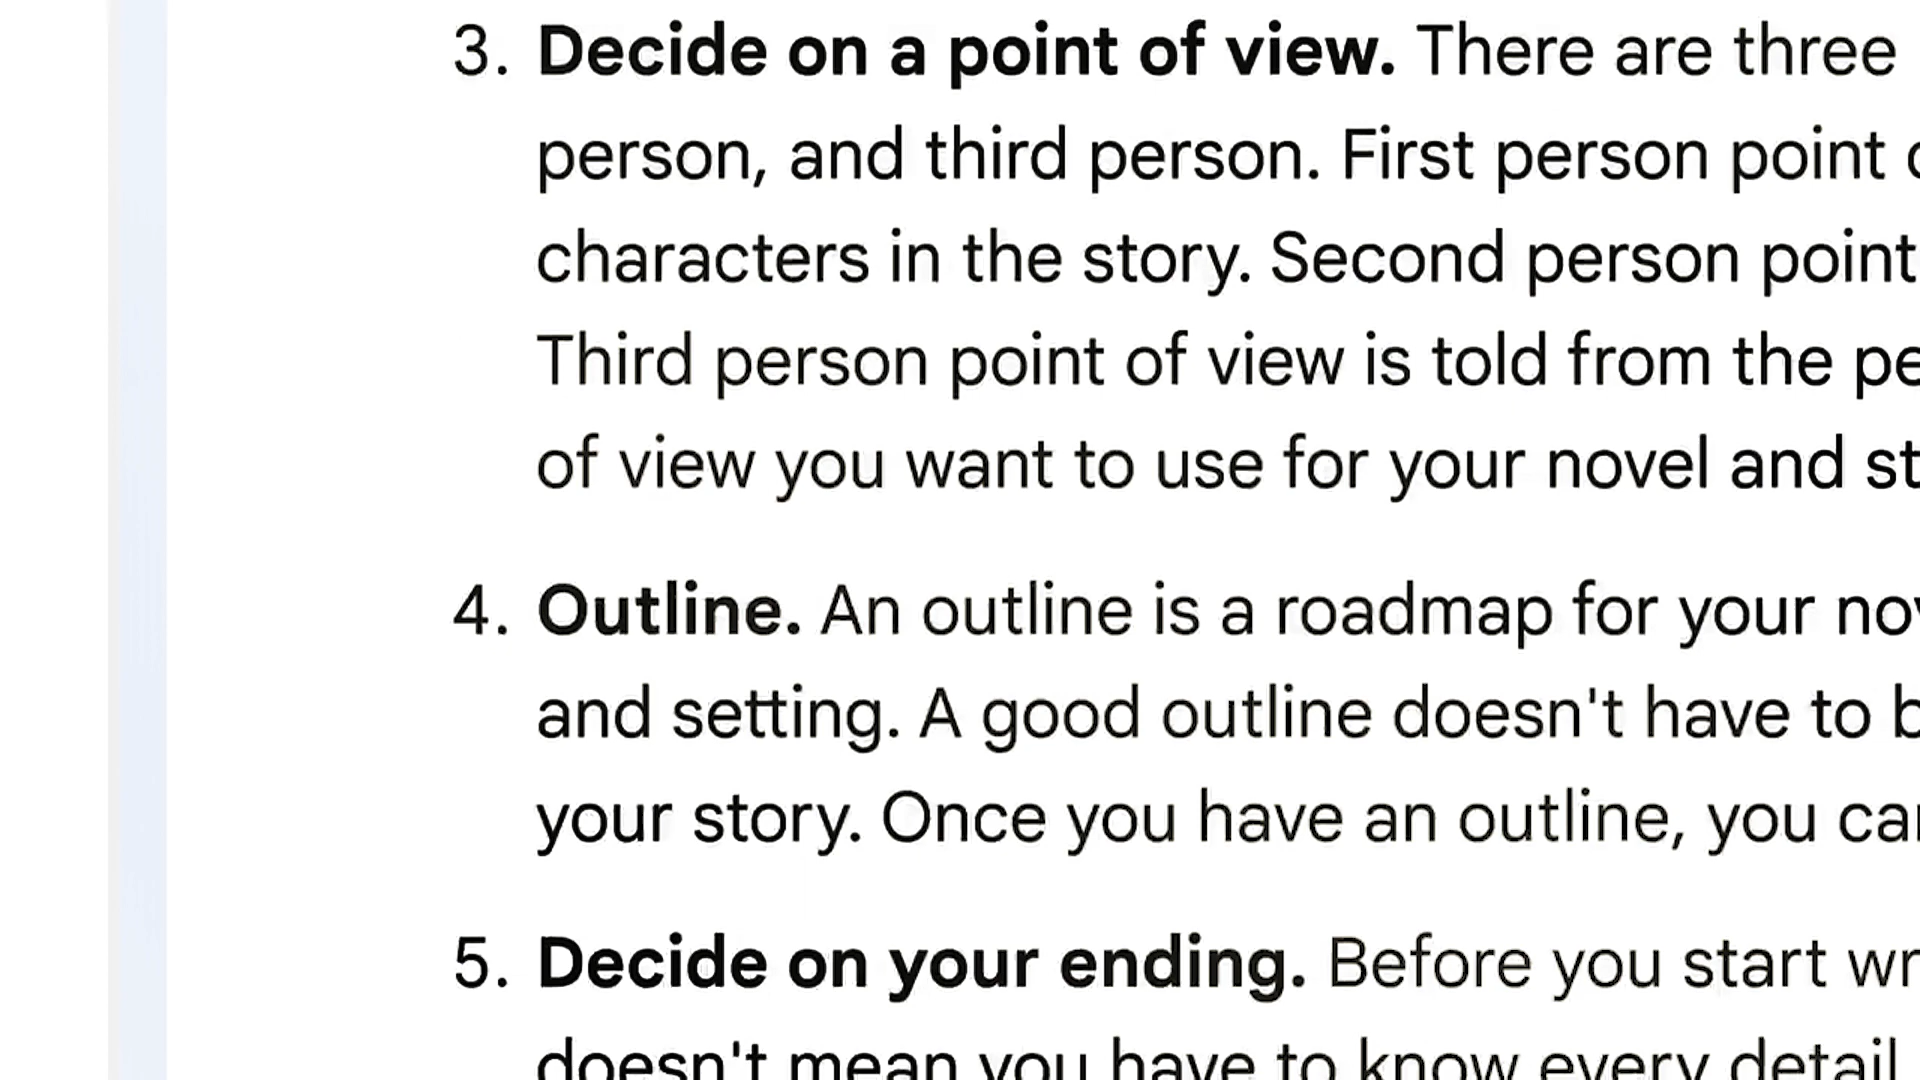 3. Decide on a point of view. There are three
person, and third person. First person point
characters in the story. Second person point
Third person point of view is told from the
of view you want to use for your novel and
4. Outline. An outline is a roadmap for your
and setting. A good outline doesn't have to
your story. Once you have an outline, you
5. Decide on your ending. Before you start
doesn't mean you have to know every detail